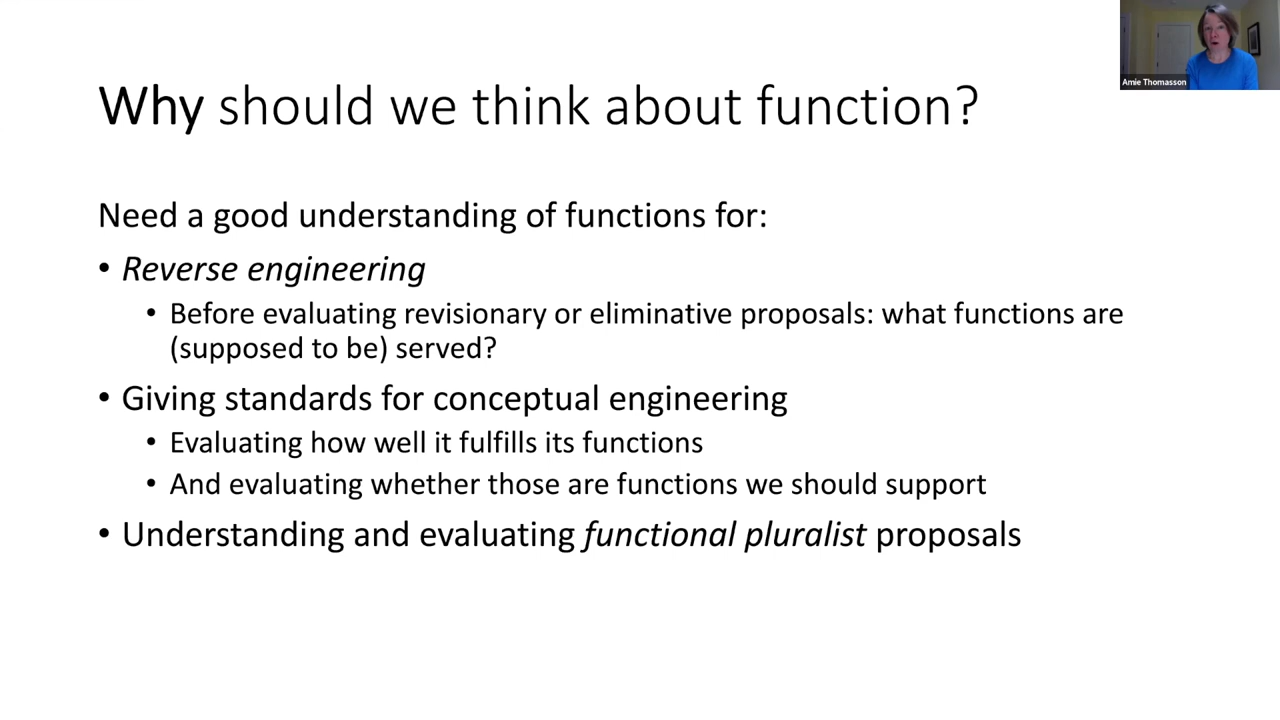 Amie Thomasson
Why should we think about function?
Need a good understanding of functions for:
• Reverse engineering
• Before evaluating revisionary or eliminative proposals: what functions are
(supposed to be) served?
• Giving standards for conceptual engineering
• Evaluating how well it fulfills its functions
• And evaluating whether those are functions we should support
• Understanding and evaluating functional pluralist proposals